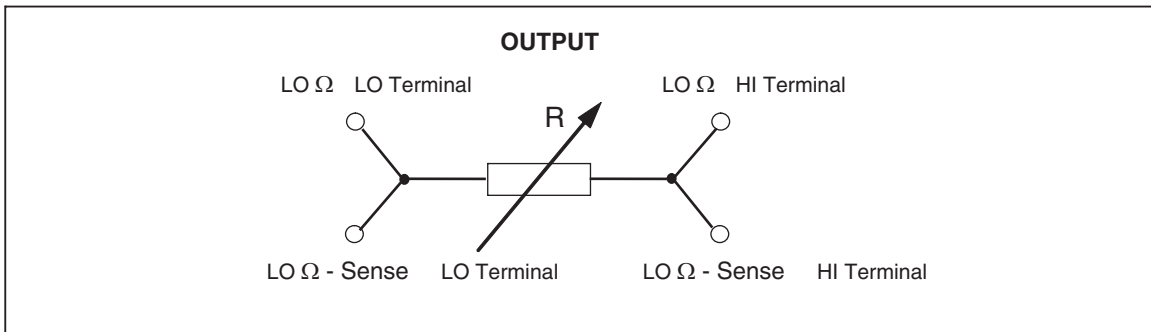 OUTPUT
LO Ω LO Terminal
LO Ω HI Terminal
R
LO Ω - Sense LO Terminal
LO Ω - Sense HI Terminal